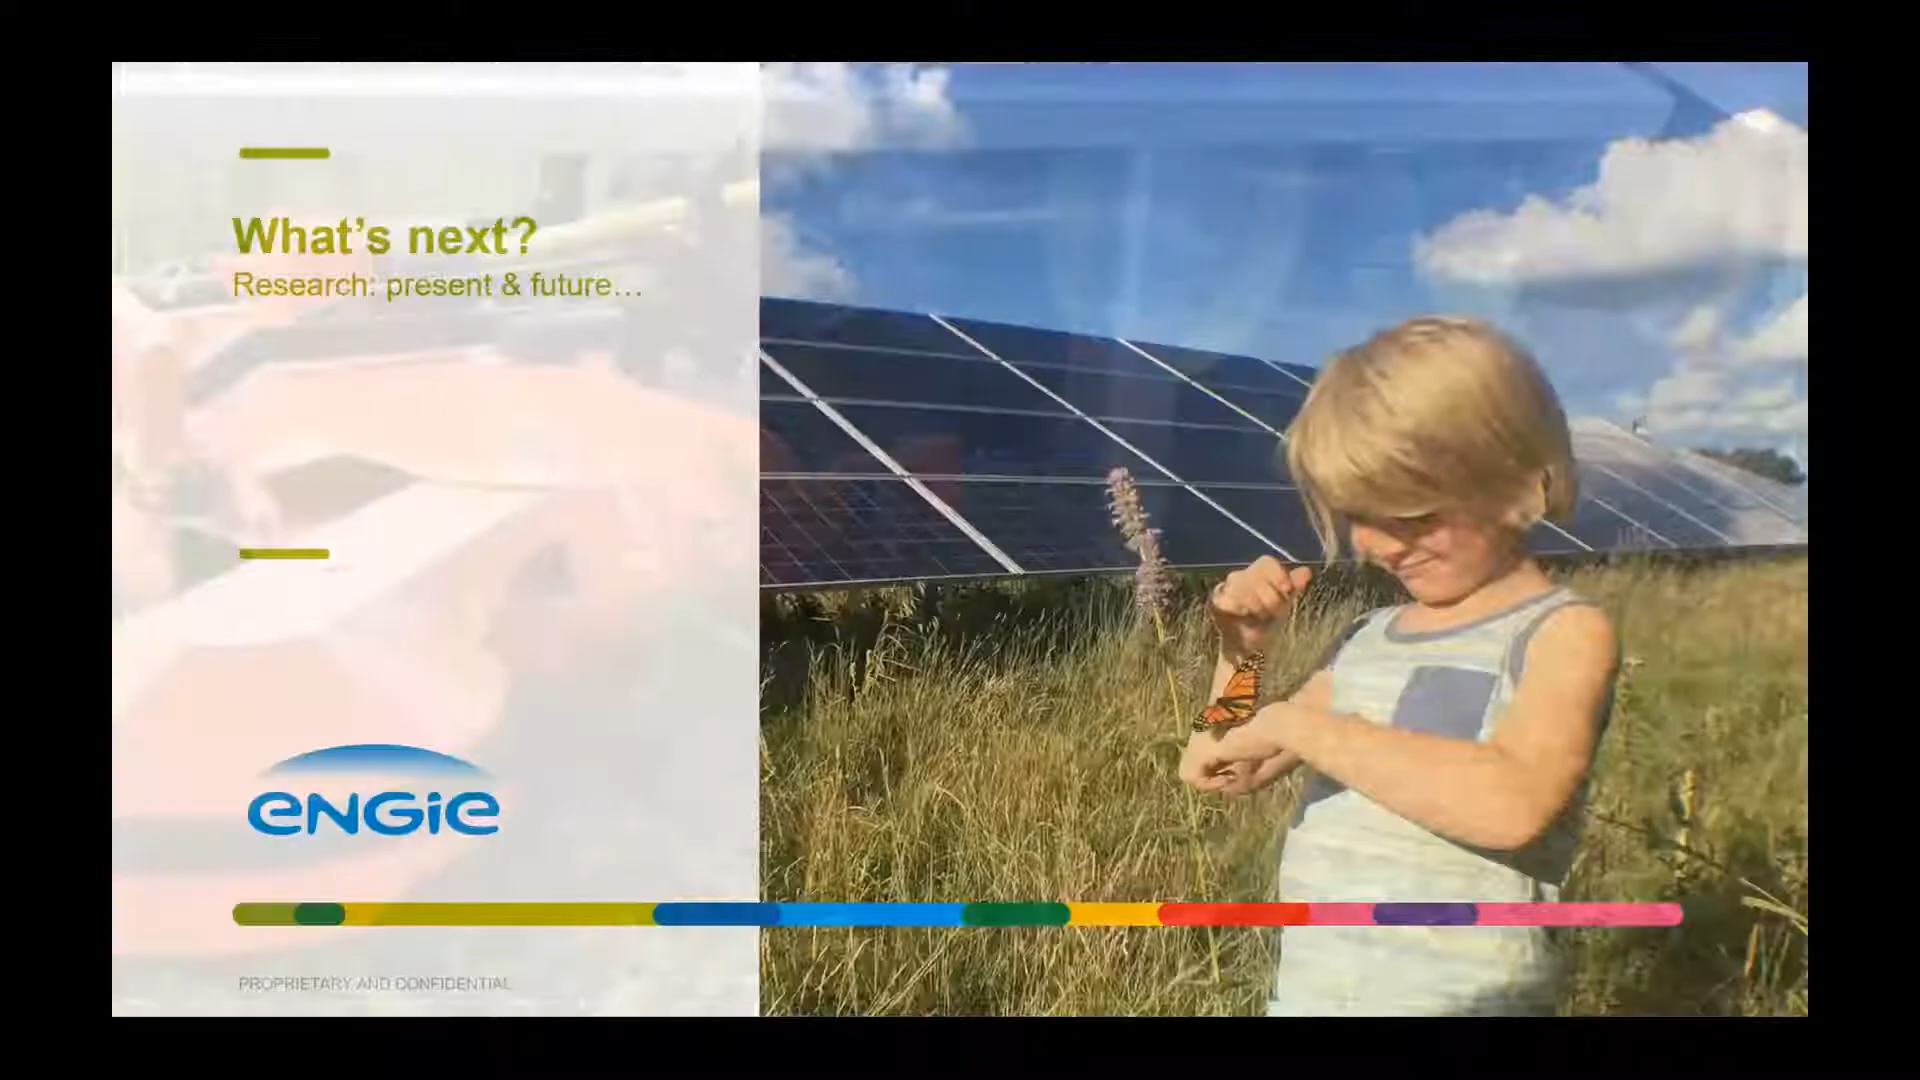 What's next?
Research: present & future…
ENGIE
PROPRIETARY AND CONFIDENTIAL